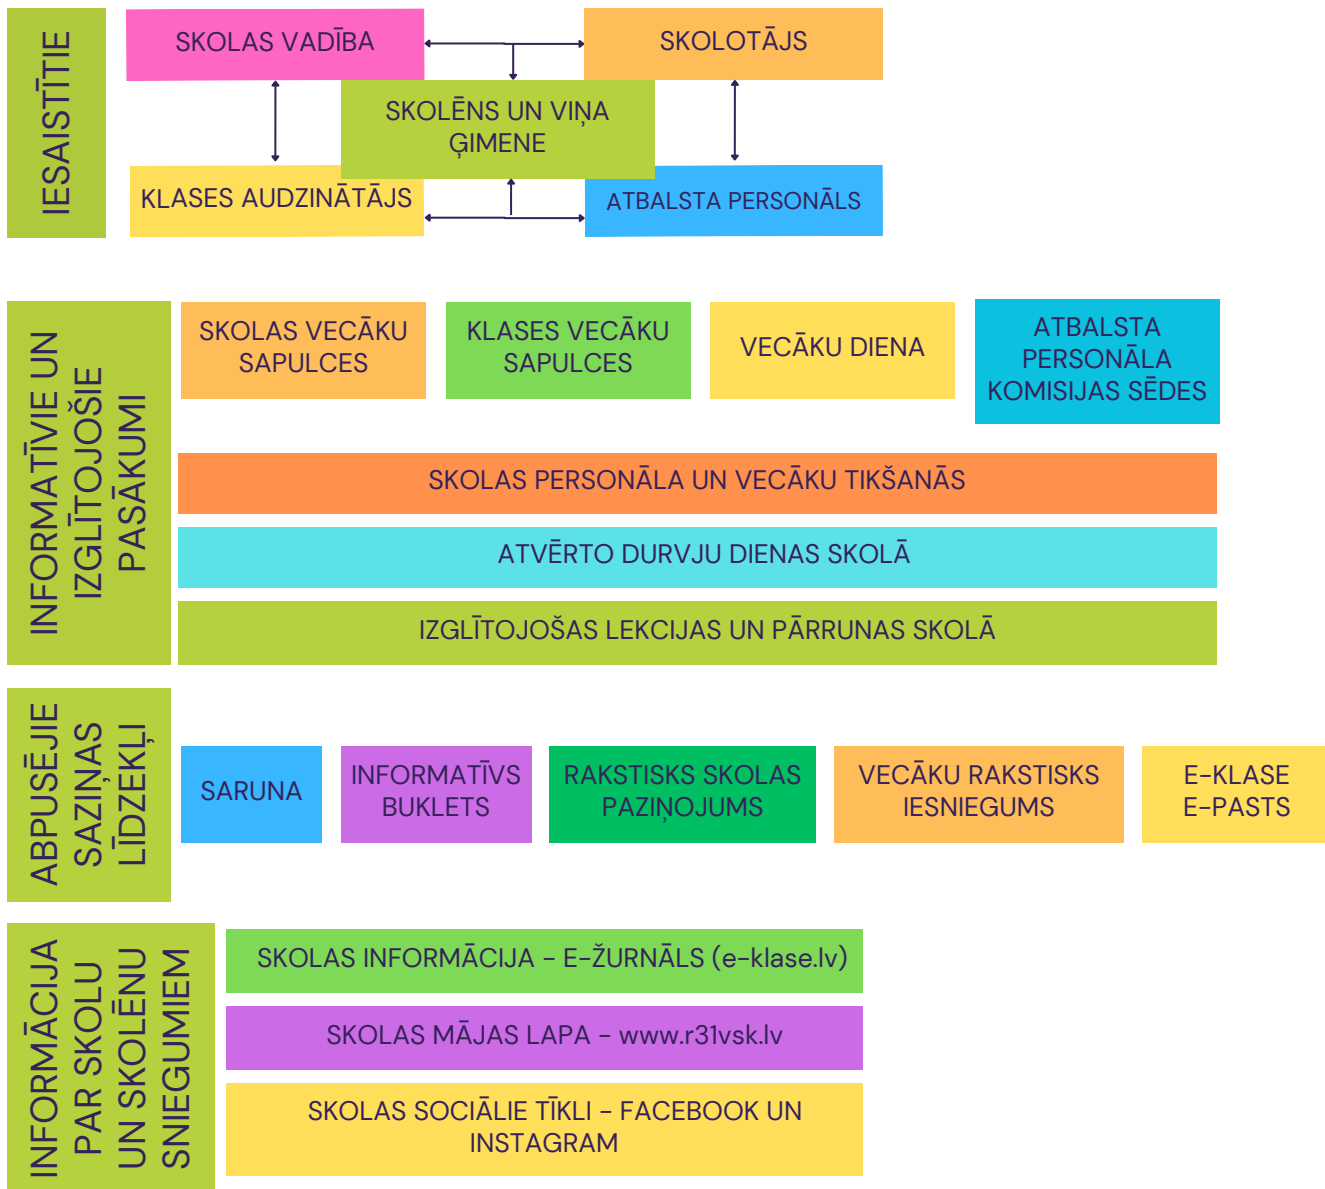 IESAISTĪTIE
SKOLAS VADĪBA
SKOLOTĀJS
SKOLĒNS UN VIŅA
ĢIMENE
KLASES AUDZINĀTĀJS
ATBALSTA PERSONĀLS
INFORMATĪVIE UN
IZGLĪTOJOŠIE
PASĀKUMI
SKOLAS VECĀKU
SAPULCES
KLASES VECĀKU
SAPULCES
VECĀKU DIENA
ATBALSTA
PERSONĀLA
KOMISIJAS SĒDES
SKOLAS PERSONĀLA UN VECĀKU TIKŠANĀS
ATVĒRTO DURVJU DIENAS SKOLĀ
IZGLĪTOJOŠAS LEKCIJAS UN PĀRRUNAS SKOLĀ
ABPUSĒJIE
SAZIŅAS
LĪDZEKĻI
SARUNA
INFORMATĪVS
BUKLETS
RAKSTISKS SKOLAS
PAZIŅOJUMS
VECĀKU RAKSTISKS
IESNIEGUMS
E-KLASE
E-PASTS
INFORMĀCIJA
PAR SKOLU
UN SKOLĒNU
SNIEGUMIEM
SKOLAS INFORMĀCIJA - E-ŽURNĀLS (e-klase.lv)
SKOLAS MĀJAS LAPA - www.r31vsk.lv
SKOLAS SOCIĀLIE TĪKLI - FACEBOOK UN
INSTAGRAM